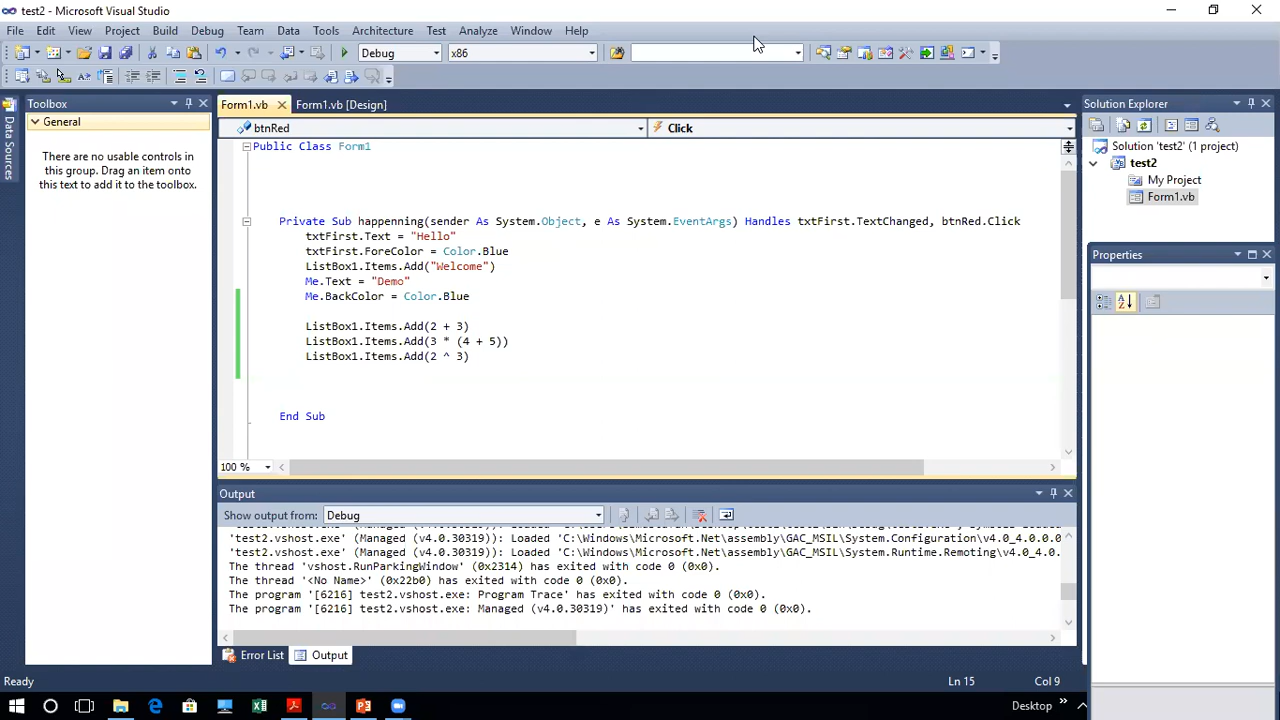 test2 - Microsoft Visual Studio
File Edit View Project Build Debug Team Data Tools Architecture Test Analyze Window Help
Debug x86
Toolbox
General
There are no usable controls in
this group. Drag an item onto
this text to add it to the toolbox.
Data Sources
Form1.vb Form1.vb [Design]
btnRed Click
Public Class Form1
Private Sub happenning(sender As System.Object, e As System.EventArgs) Handles txtFirst.TextChanged, btnRed.Click
txtFirst.Text = "Hello"
txtFirst.ForeColor = Color.Blue
ListBox1.Items.Add("Welcome")
Me.Text = "Demo"
Me.BackColor = Color.Blue
ListBox1.Items.Add(2 + 3)
ListBox1.Items.Add(3 * (4 + 5))
ListBox1.Items.Add(2 ^ 3)
End Sub
100 %
Output
Show output from: Debug
'test2.vshost.exe' (Managed (v4.0.30319)): Loaded 'C:\Windows\Microsoft.Net\assembly\GAC_MSIL\System.Configuration\v4.0_4.0.0.0
'test2.vshost.exe' (Managed (v4.0.30319)): Loaded 'C:\Windows\Microsoft.Net\assembly\GAC_MSIL\System.Runtime.Remoting\v4.0_4.0.
The thread 'vshost.RunParkingWindow' (0x2314) has exited with code 0 (0x0).
The thread '<No Name>' (0x22b0) has exited with code 0 (0x0).
The program '[6216] test2.vshost.exe: Program Trace' has exited with code 0 (0x0).
The program '[6216] test2.vshost.exe: Managed (v4.0.30319)' has exited with code 0 (0x0).
Error List Output
Solution Explorer
Solution 'test2' (1 project)
test2
My Project
Form1.vb
Properties
Ready Ln 15 Col 9
Desktop